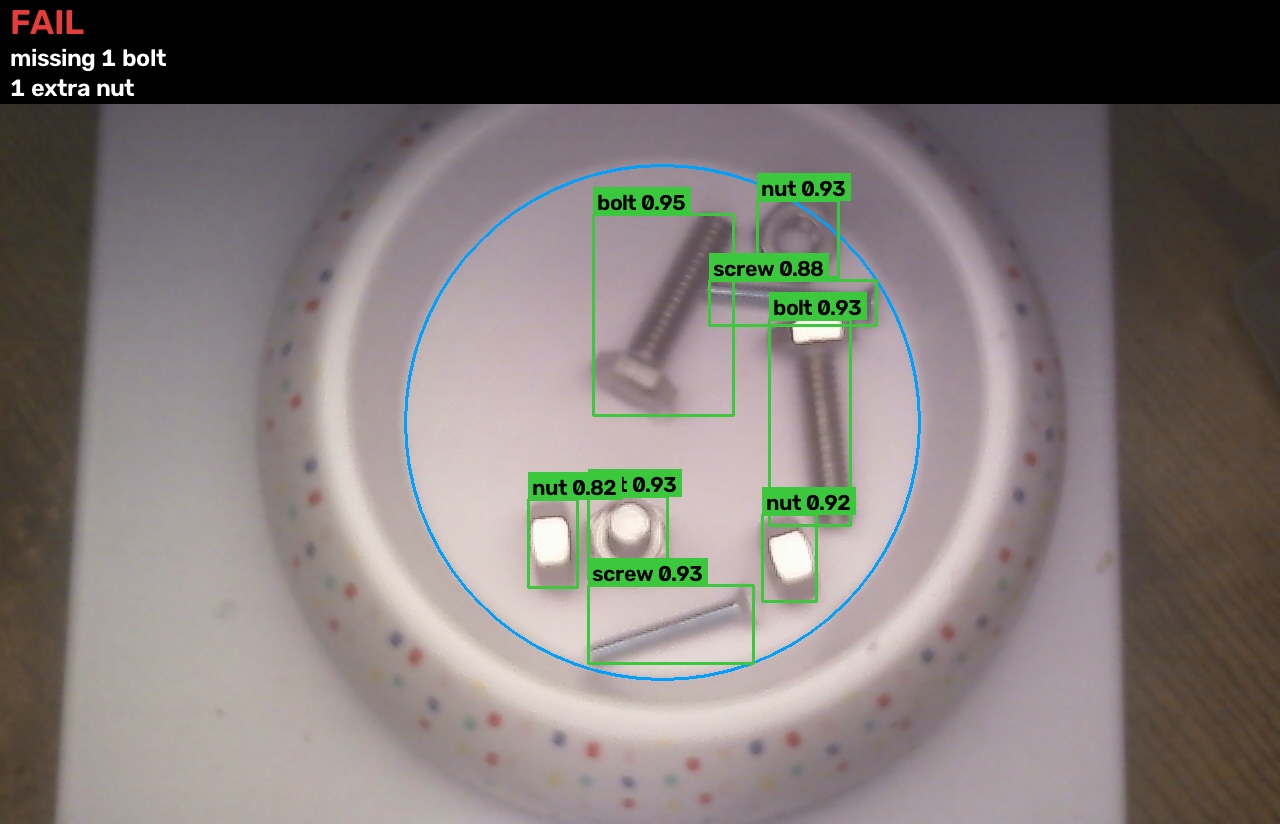 FAIL
missing 1 bolt
1 extra nut
nut 0.93
bolt 0.95
screw 0.88
bolt 0.93
nut 0.82
t 0.93
nut 0.92
screw 0.93